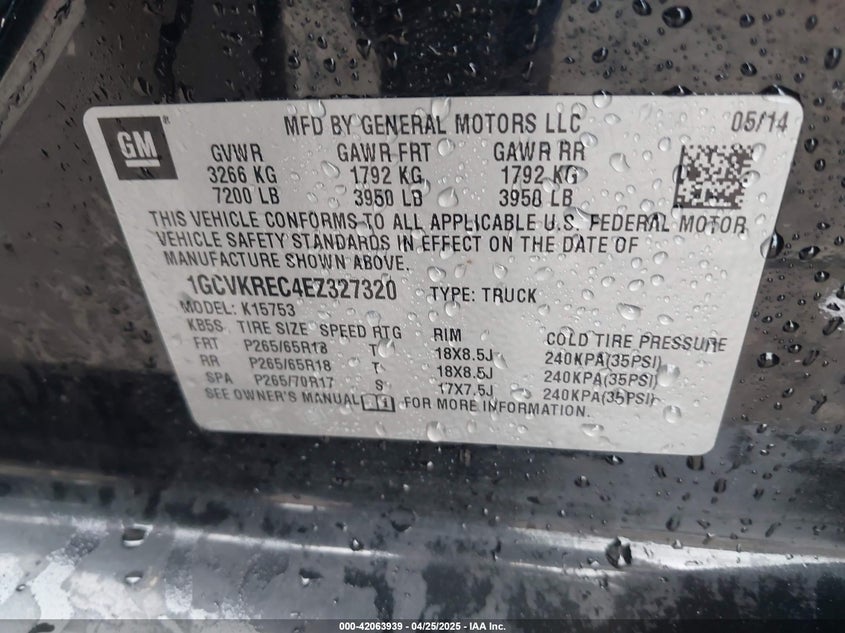 GM
MFD BY GENERAL MOTORS LLC 05/14
GVWR GAWR FRT GAWR RR
3266 KG 1792 KG 1792 KG
7200 LB 3950 LB 3950 LB
THIS VEHICLE CONFORMS TO ALL APPLICABLE U.S. FEDERAL MOTOR
VEHICLE SAFETY STANDARDS IN EFFECT ON THE DATE OF
MANUFACTURE SHOWN ABOVE.
1GCVKREC4EZ327320 TYPE: TRUCK
MODEL: K15753
KB5S TIRE SIZE SPEED RTG RIM COLD TIRE PRESSURE
FRT P265/65R18 T 18X8.5J 240KPA(35PSI)
RR P265/65R18 T 18X8.5J 240KPA(35PSI)
SPA P265/70R17 S 17X7.5J 240KPA(35PSI)
SEE OWNER'S MANUAL FOR MORE INFORMATION.
000-42063939 - 04/25/2025 - IAA Inc.